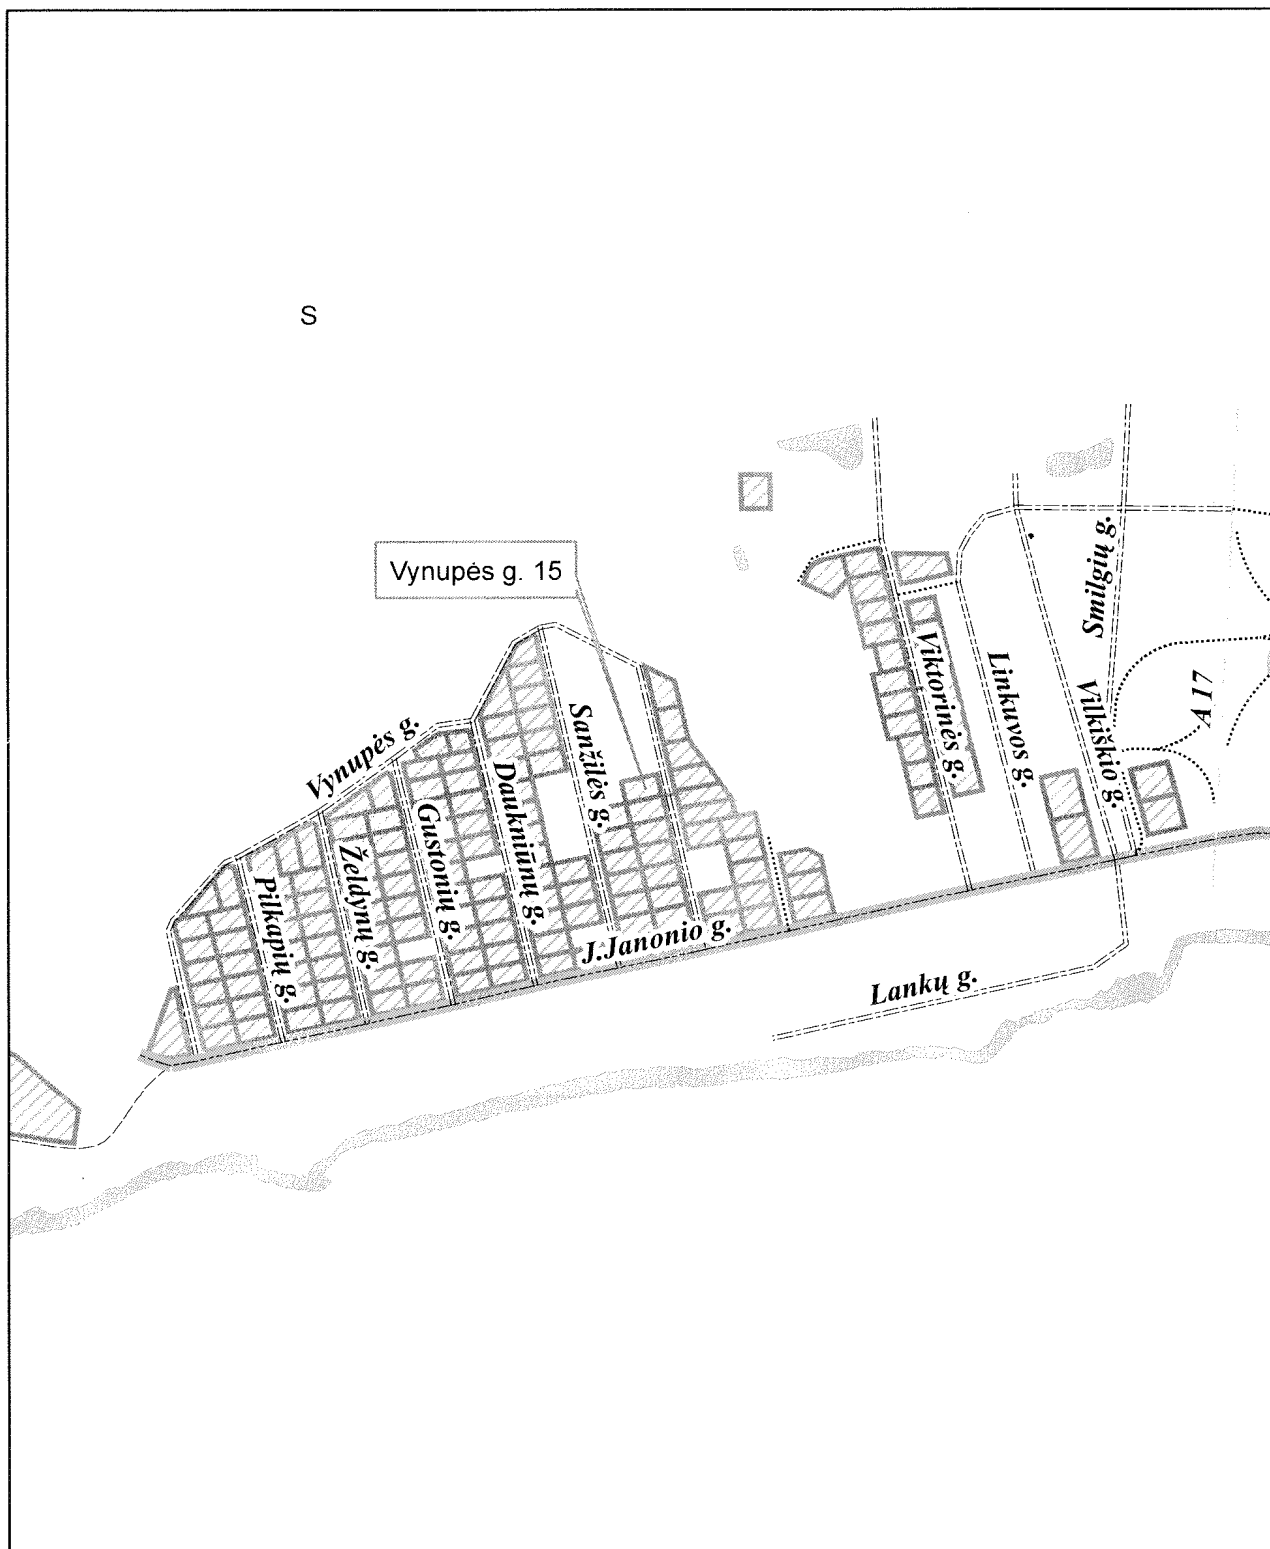 S
Smilgių g.
Vynupės g. 15
Viktorinės g.
Linkuvos g.
Vilkiškio g.
A 17
Sanžilės g.
Vynupės g.
Daukniūnų g.
Gustonių g.
Želdynų g.
Pilkapių g.
J.Janonio g.
Lankų g.